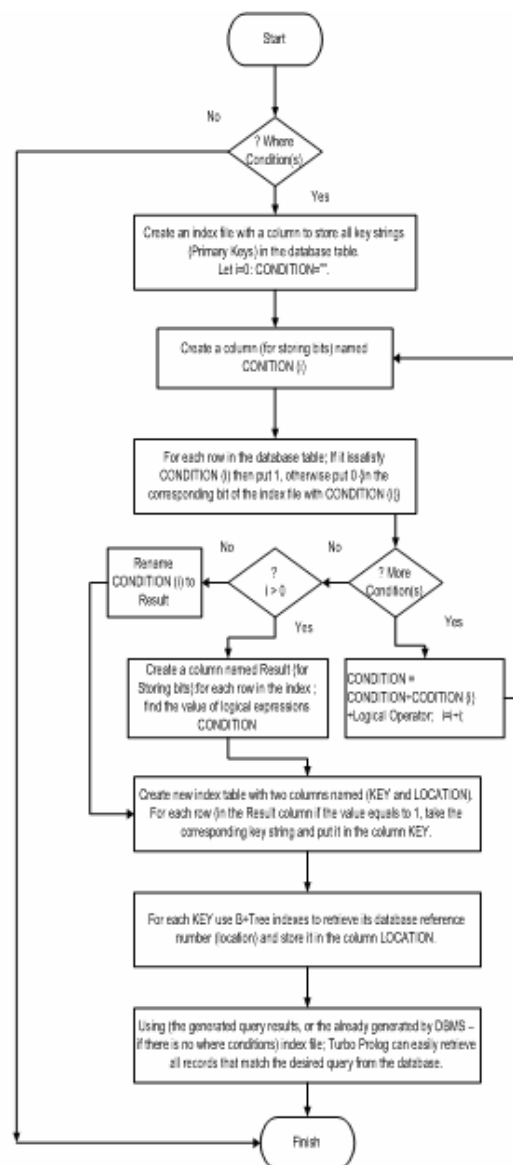 Start
No
? Where
Condition(s)
Yes
Create an index file with a column to store all key strings
(Primary Keys) in the database table.
Let i=0: CONDITION="".
Create a column (for storing bits) named
CONITION (i)
For each row in the database table; If it issatisfy
CONDITION (i) then put 1, otherwise put 0 (in the
corresponding bit of the index file with CONDITION (i))
No
No
Rename
CONDITION (i) to
Result
?
i > 0
? More
Condition(s)
Yes
Yes
Create a column named Result (for
Storing bits):for each row in the index ;
find the value of logical expressions
CONDITION
CONDITION =
CONDITION+CODITION (i)
+Logical Operator;
Create new index table with two columns named (KEY and LOCATION).
For each row (in the Result column if the value equals to 1, take the
corresponding key string and put it in the column KEY.
For each KEY use B+Tree indexes to retrieve its database reference
number (location) and store it in the column LOCATION.
Using (the generated query results, or the already generated by DBMS –
if there is no where conditions) index file; Turbo Prolog can easily retrieve
all records that match the desired query from the database.
Finish